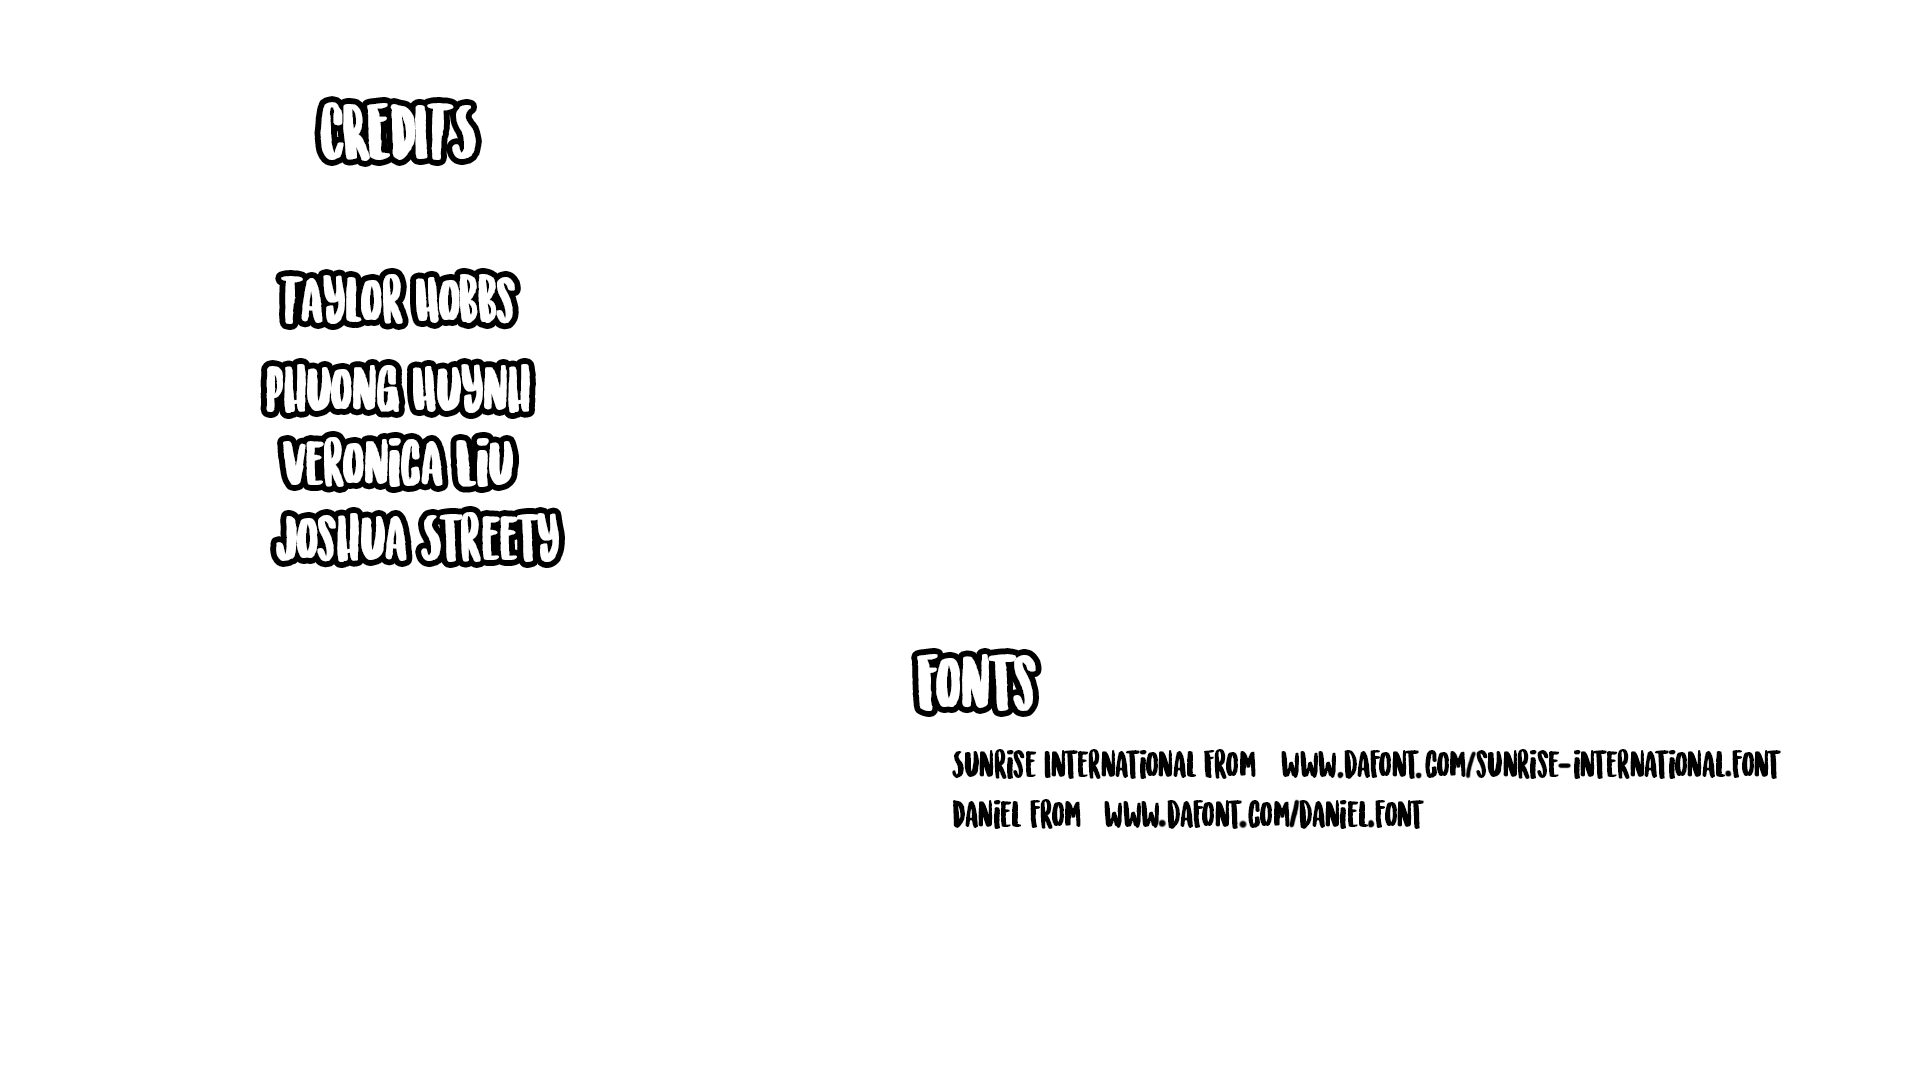 CREDITS
TAYLOR HOBBS
PHUONG HUYNH
VERONiCA LiU
JOSHUA STREETY
FONTS
SUNRiSE INTERNATiONAL FROM WWW.DAFONT.COM/SUNRiSE-iNTERNATiONAL.FONT
DANiEL FROM WWW.DAFONT.COM/DANiEL.FONT